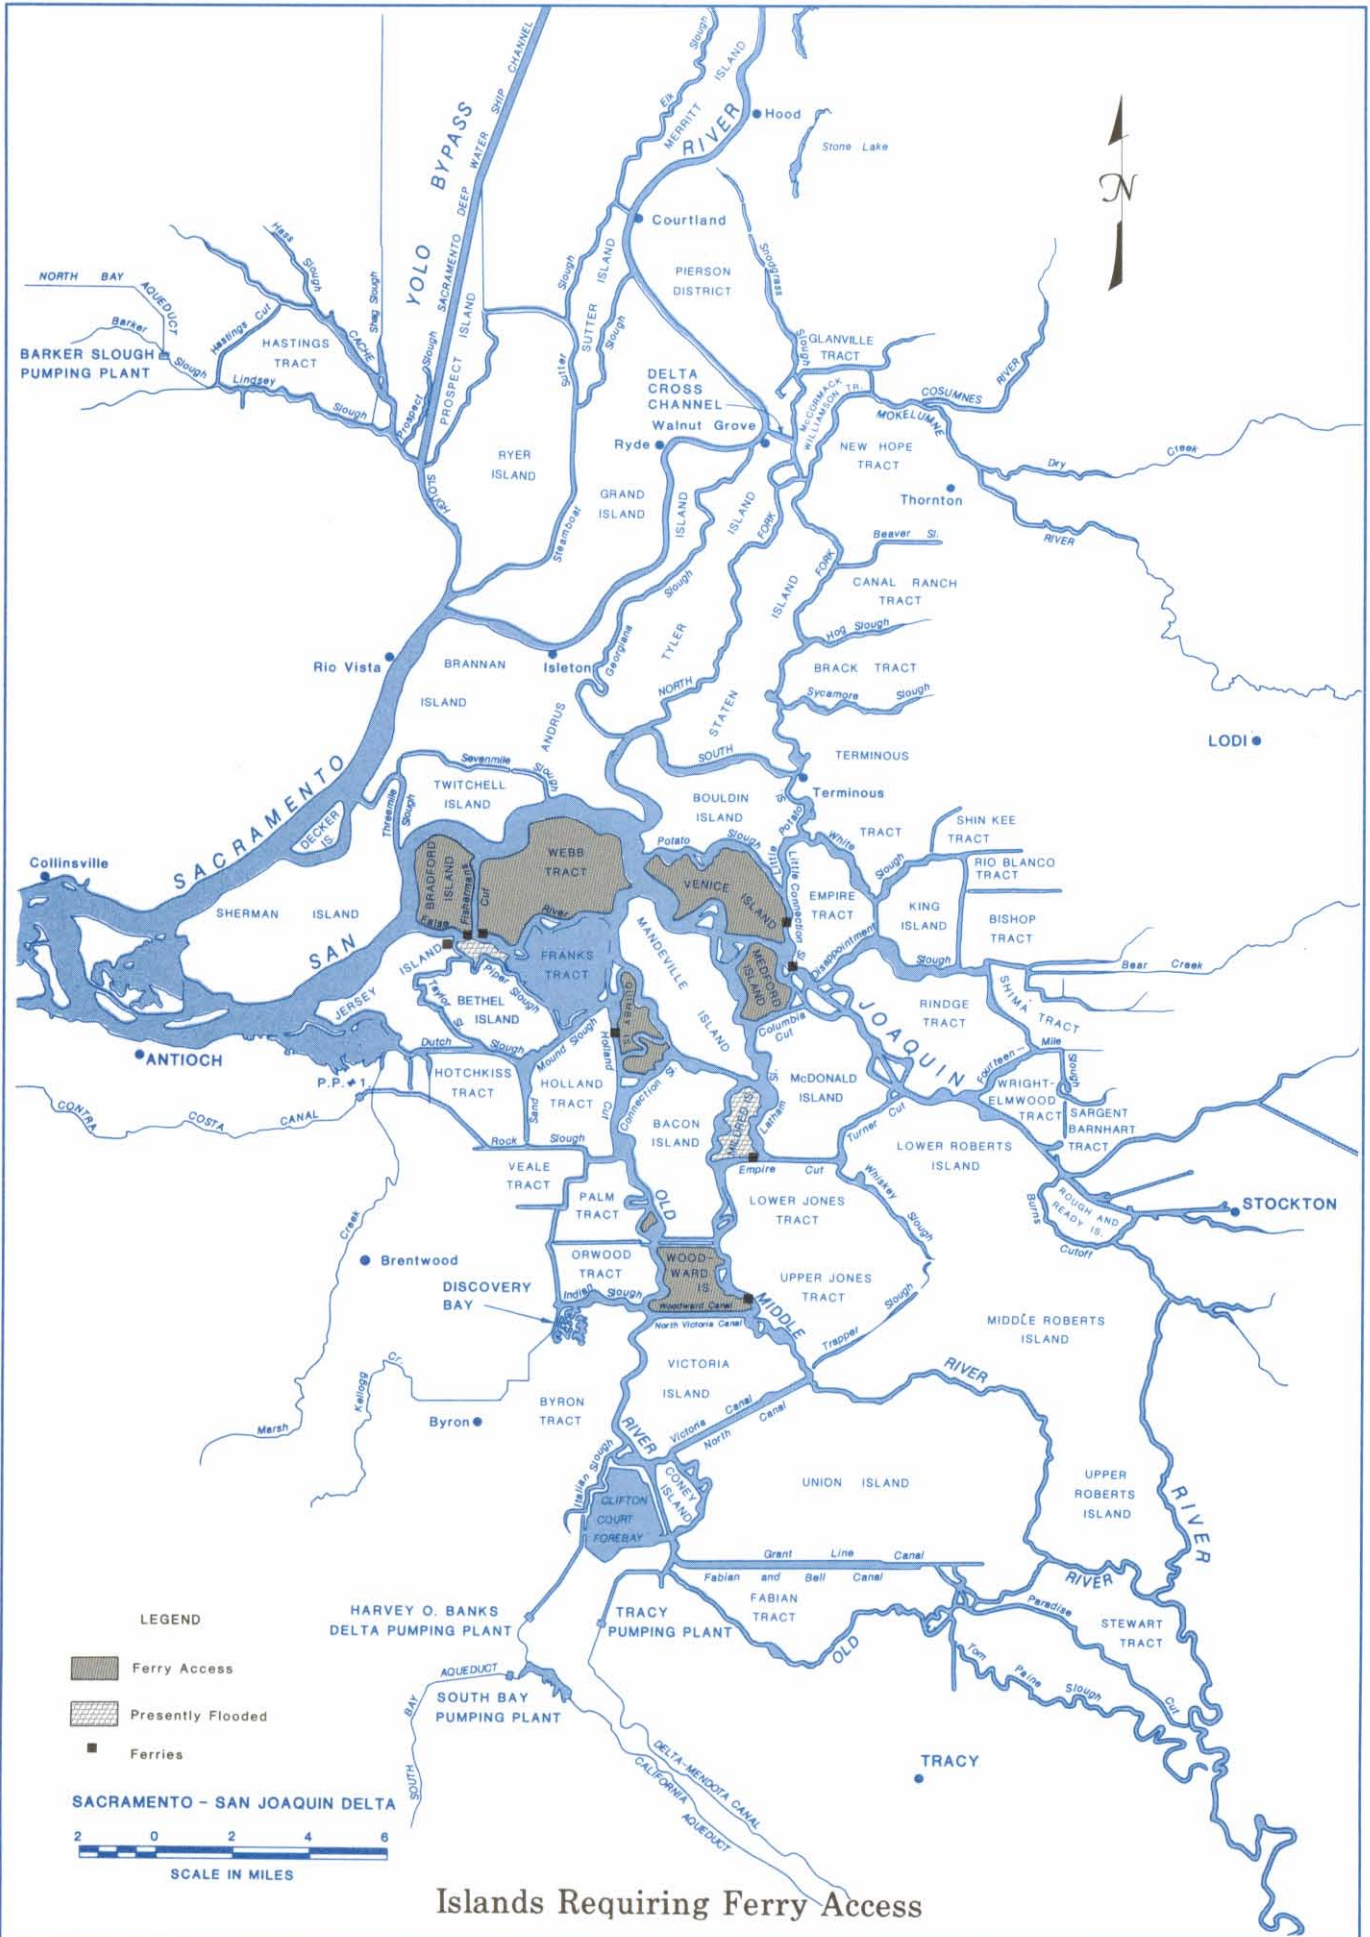 YOLO BYPASS
SACRAMENTO DEEP WATER SHIP CHANNEL
Elk Slough
MERRITT ISLAND
RIVER
Hood
Stone Lake
N
Courtland
PIERSON
DISTRICT
Snodgrass
Slough
Hass
Slough
NORTH BAY
AQUEDUCT
Barker
Slough
BARKER SLOUGH
PUMPING PLANT
Hastings Cut
HASTINGS
TRACT
CACHE
SLOUGH
Shag Slough
Lindsey
Slough
Prospect
Slough
PROSPECT ISLAND
Sutter
Slough
SUTTER ISLAND
Slough
Steamboat
RYER
ISLAND
GRAND
ISLAND
DELTA
CROSS
CHANNEL
Walnut Grove
Ryde
GLANVILLE
TRACT
McCORMACK
WILLIAMSON TR.
COSUMNES
RIVER
MOKELUMNE
RIVER
NEW HOPE
TRACT
Dry
Creek
Thornton
Beaver Sl.
CANAL RANCH
TRACT
Hog Slough
BRACK TRACT
Sycamore
Slough
FORK
FORK
ISLAND
ISLAND
ISLAND
TYLER
Georgiana
Slough
NORTH
STATEN
SOUTH
Rio Vista
BRANNAN
ISLAND
Isleton
ANDRUS
LODI
TERMINOUS
Terminous
TRACT
SACRAMENTO
DECKER
IS.
Threemile
Slough
Sevenmile
Slough
TWITCHELL
ISLAND
BOULDIN
ISLAND
Potato
Slough
Little
Potato
Sl.
White
Slough
SHIN KEE
TRACT
RIO BLANCO
TRACT
Collinsville
SHERMAN ISLAND
BRADFORD
ISLAND
Fishermans
Cut
WEBB
TRACT
VENICE
ISLAND
Little Connection Sl.
EMPIRE
TRACT
KING
ISLAND
BISHOP
TRACT
Disappointment
Slough
Bear Creek
SAN
JOAQUIN
False
River
FRANKS
TRACT
MANDEVILLE
ISLAND
MEDFORD
ISLAND
Columbia
Cut
RINDGE
TRACT
SHIMA TRACT
JERSEY
ISLAND
Taylor
Sl.
Piper Slough
BETHEL
ISLAND
QUIMBY IS.
Dutch
Slough
Mound Slough
Holland
Cut
ANTIOCH
P.P.#1
CONTRA COSTA CANAL
HOTCHKISS
TRACT
Sand
HOLLAND
TRACT
Connection Sl.
Rock
Slough
BACON
ISLAND
MILDRED IS
Latham
Sl.
McDONALD
ISLAND
Turner Cut
Fourteen-
Mile
Slough
WRIGHT-
ELMWOOD
TRACT
SARGENT
BARNHART
TRACT
LOWER ROBERTS
ISLAND
Empire Cut
VEALE
TRACT
PALM
TRACT
OLD
LOWER JONES
TRACT
Whiskey
Slough
ROUGH AND
READY IS.
Burns
Cutoff
STOCKTON
Creek
Brentwood
DISCOVERY
BAY
ORWOOD
TRACT
Indian Slough
WOOD-
WARD
IS.
Woodward Canal
North Victoria Canal
MIDDLE
RIVER
UPPER JONES
TRACT
Trapper
Slough
MIDDLE ROBERTS
ISLAND
Kellogg
Cr.
Marsh
Byron
BYRON
TRACT
VICTORIA
ISLAND
Victoria Canal
North Canal
RIVER
Italian Slough
CONEY
ISLAND
CLIFTON
COURT
FOREBAY
UNION ISLAND
UPPER
ROBERTS
ISLAND
RIVER
Grant Line Canal
Fabian and Bell Canal
FABIAN
TRACT
RIVER
OLD
Paradise
Cut
STEWART
TRACT
Tom Paine Slough
HARVEY O. BANKS
DELTA PUMPING PLANT
TRACY
PUMPING PLANT
SOUTH BAY
AQUEDUCT
SOUTH BAY
PUMPING PLANT
DELTA-MENDOTA CANAL
CALIFORNIA AQUEDUCT
TRACY
LEGEND
Ferry Access
Presently Flooded
Ferries
SACRAMENTO - SAN JOAQUIN DELTA
2 0 2 4 6
SCALE IN MILES
Islands Requiring Ferry Access